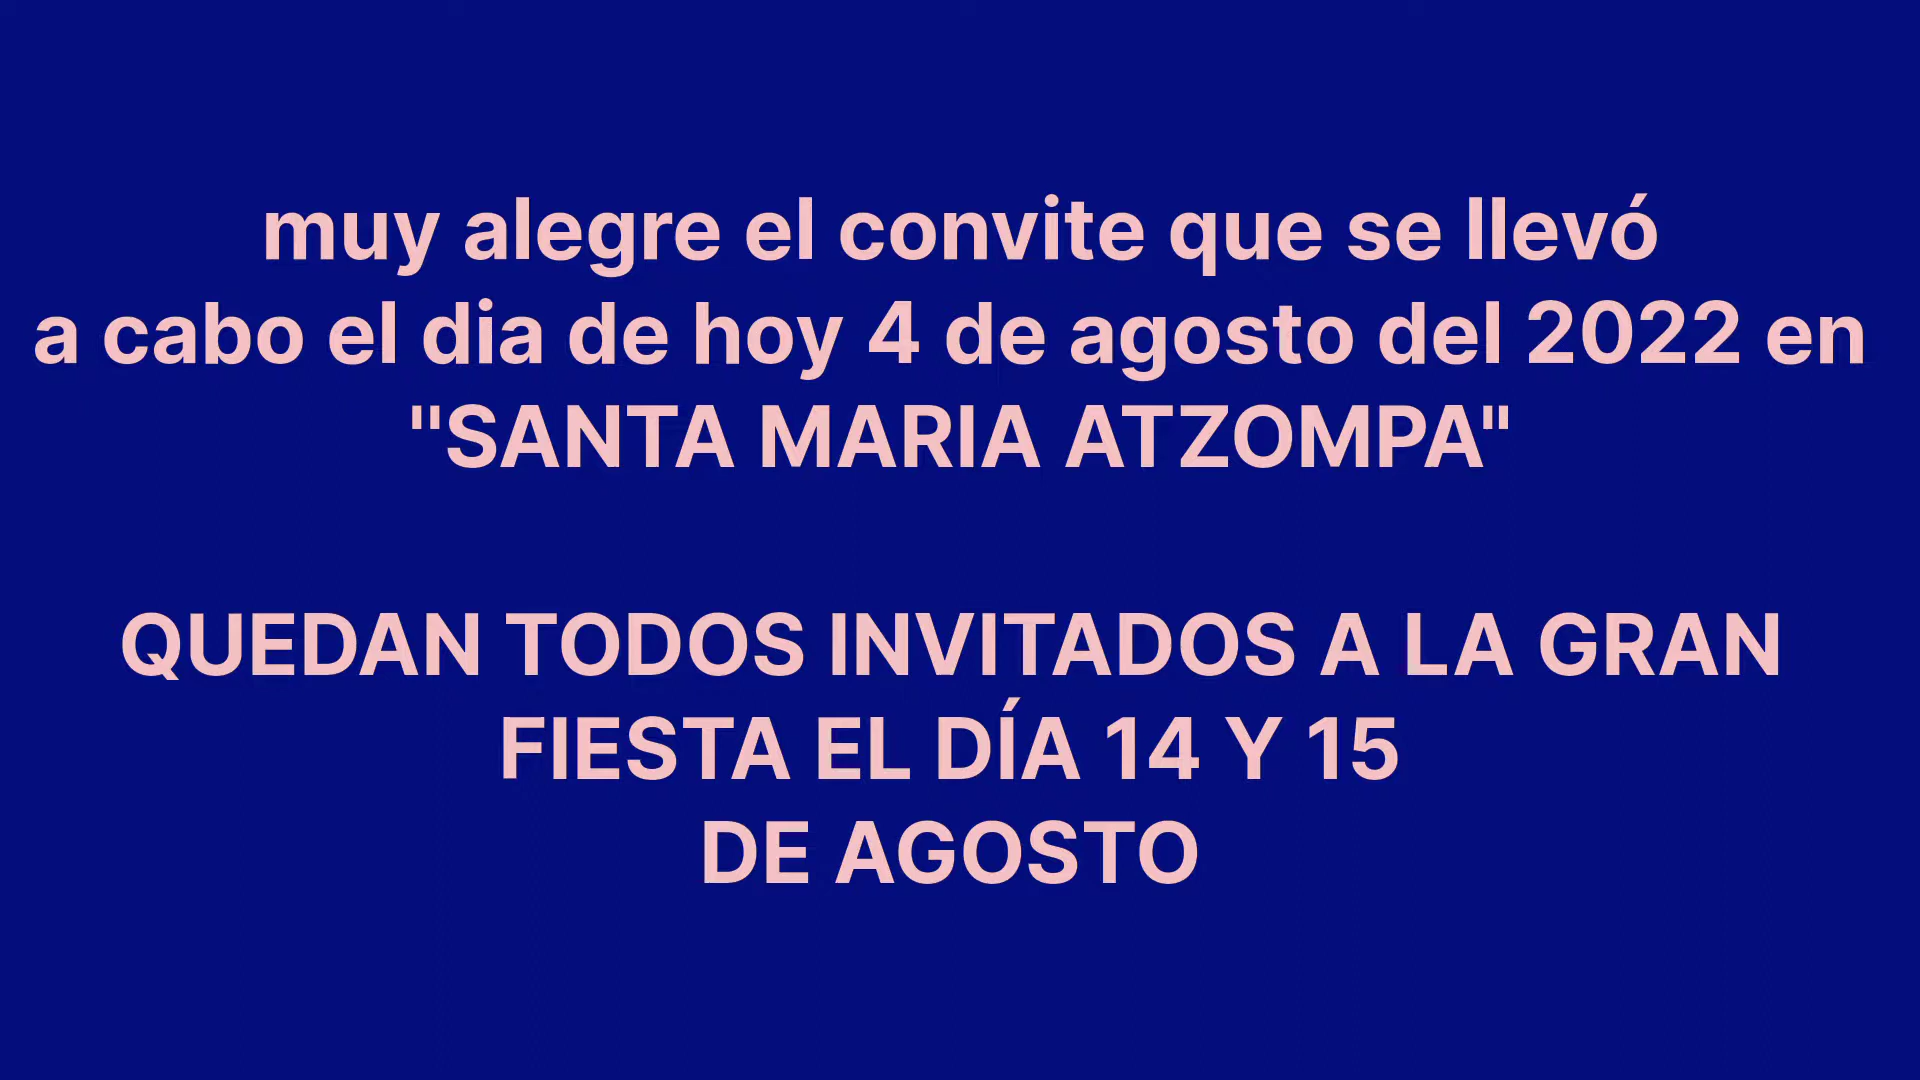 muy alegre el convite que se llevó
a cabo el dia de hoy 4 de agosto del 2022 en
"SANTA MARIA ATZOMPA"
QUEDAN TODOS INVITADOS A LA GRAN
FIESTA EL DÍA 14 Y 15
DE AGOSTO